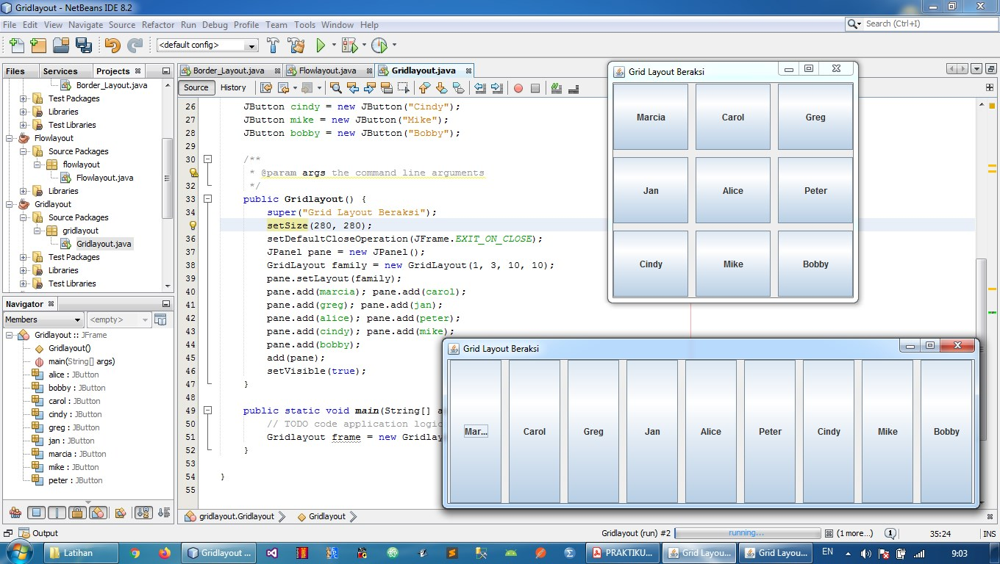 Gridlayout - NetBeans IDE 8.2
File Edit View Navigate Source Refactor Run Debug Profile Team Tools Window Help
Search (Ctrl+I)
<default config>
Files Services Projects
Border_Layout.java
Test Packages
Libraries
Test Libraries
Flowlayout
Source Packages
flowlayout
Flowlayout.java
Libraries
Gridlayout
Source Packages
gridlayout
Gridlayout.java
Test Packages
Libraries
Test Libraries
Navigator
Members <empty>
Gridlayout :: JFrame
Gridlayout()
main(String[] args)
alice : JButton
bobby : JButton
carol : JButton
cindy : JButton
greg : JButton
jan : JButton
marcia : JButton
mike : JButton
peter : JButton
Border_Layout.java Flowlayout.java Gridlayout.java
Source History
26 JButton cindy = new JButton("Cindy");
27 JButton mike = new JButton("Mike");
28 JButton bobby = new JButton("Bobby");
29
30 /**
* @param args the command line arguments
32 */
33 public Gridlayout() {
34 super("Grid Layout Beraksi");
setSize(280, 280);
36 setDefaultCloseOperation(JFrame.EXIT_ON_CLOSE);
37 JPanel pane = new JPanel();
38 GridLayout family = new GridLayout(1, 3, 10, 10);
39 pane.setLayout(family);
40 pane.add(marcia); pane.add(carol);
41 pane.add(greg); pane.add(jan);
42 pane.add(alice); pane.add(peter);
43 pane.add(cindy); pane.add(mike);
44 pane.add(bobby);
45 add(pane);
46 setVisible(true);
47 }
48
49 public static void main(String[] a
50 // TODO code application logic
51 Gridlayout frame = new Gridlay
52 }
53
54 }
55
Grid Layout Beraksi
Marcia Carol Greg
Jan Alice Peter
Cindy Mike Bobby
Grid Layout Beraksi
Mar... Carol Greg Jan Alice Peter Cindy Mike Bobby
gridlayout.Gridlayout Gridlayout
Output
Gridlayout (run) #2 running... (1 more...) 1 35:24 INS
Latihan Gridlayout ... PRAKTIKU... Grid Layou... Grid Layou... EN 9:03